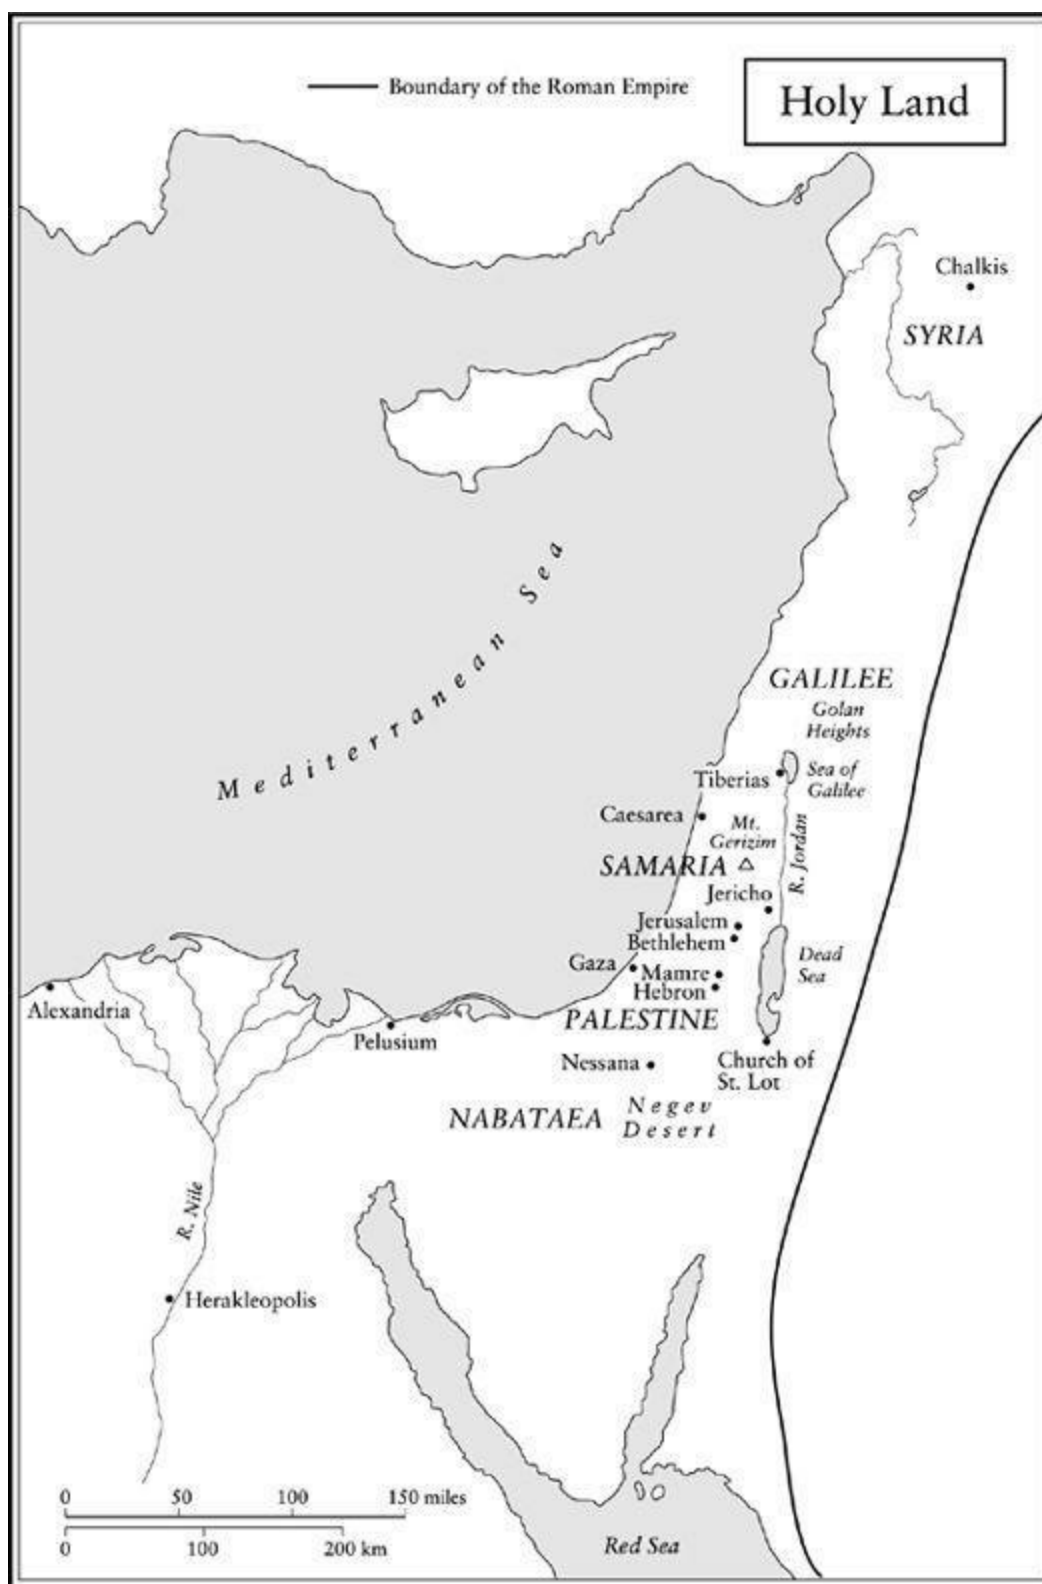 Boundary of the Roman Empire
Holy Land
Chalkis
SYRIA
Mediterranean Sea
GALILEE
Golan
Heights
Tiberias
Sea of
Galilee
Caesarea
Mt.
Gerizim
R. Jordan
SAMARIA
Jericho
Jerusalem
Bethlehem
Dead
Sea
Gaza
Mamre
Hebron
Alexandria
PALESTINE
Pelusium
Nessana
Church of
St. Lot
NABATAEA
Negev
Desert
R. Nile
Herakleopolis
0 50 100 150 miles
0 100 200 km
Red Sea